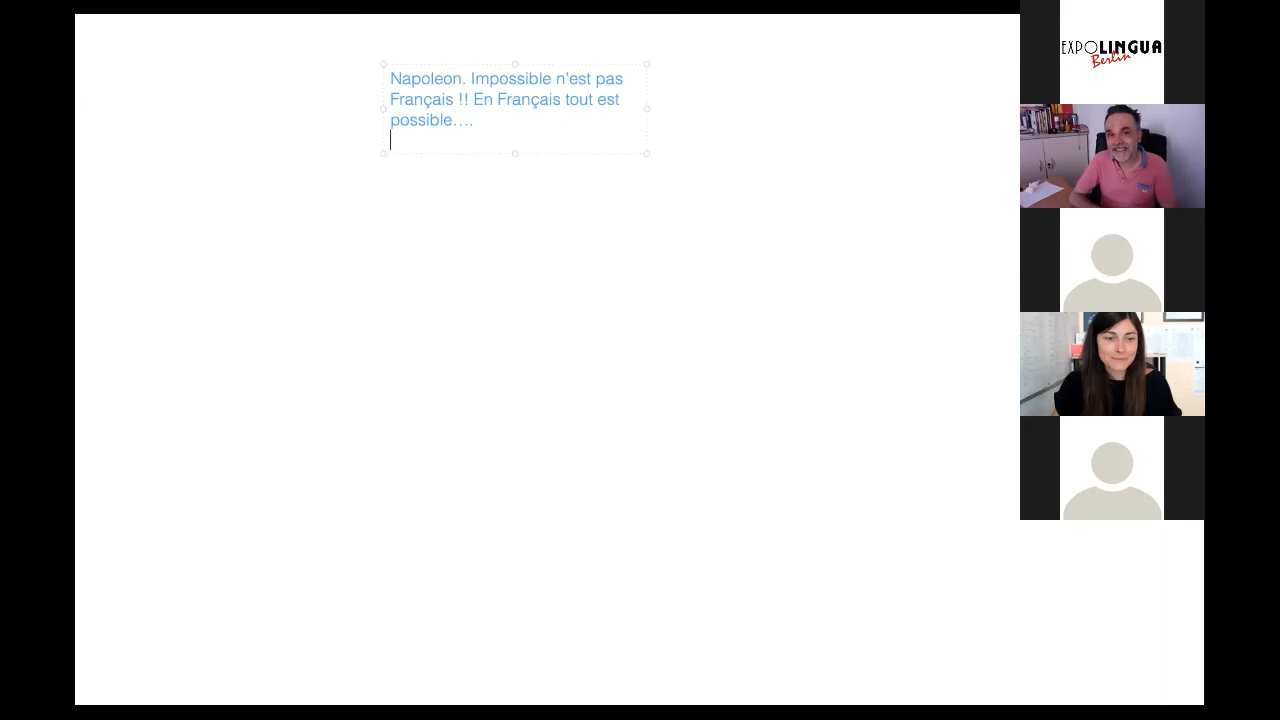 Napoleon. Impossible n'est pas
Français !! En Français tout est
possible….
EXPOLINGUA
Berlin